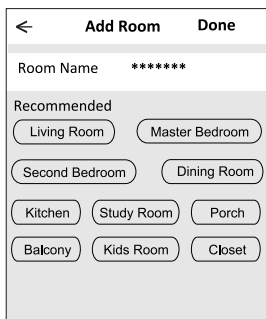 Add Room Done
Room Name *******
Recommended
Living Room Master Bedroom
Second Bedroom Dining Room
Kitchen Study Room Porch
Balcony Kids Room Closet